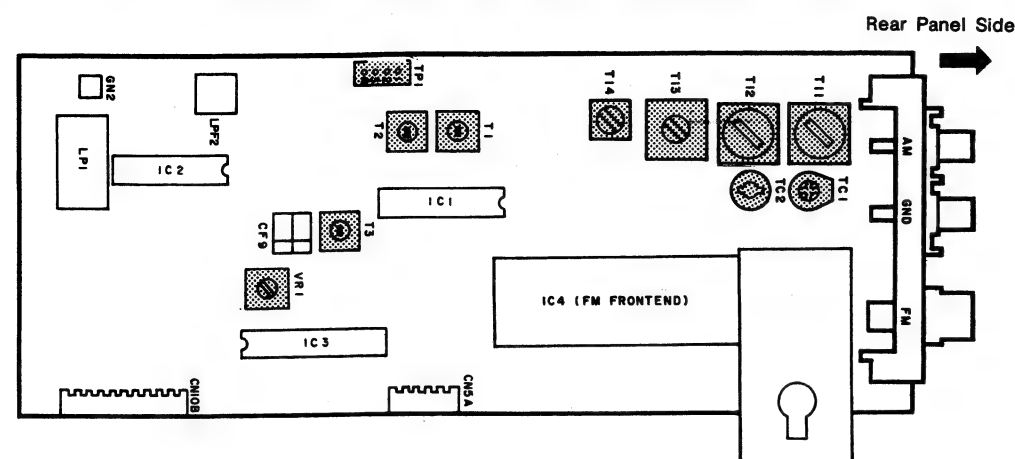 Rear Panel Side
GN2
LPF2
TP1
T14
T13
T12
T11
T2
T1
LP1
IC2
IC1
TC2
TC1
AM
GND
FM
CF9
T3
VR1
IC4 (FM FRONTEND)
IC3
CN10B
CN5A